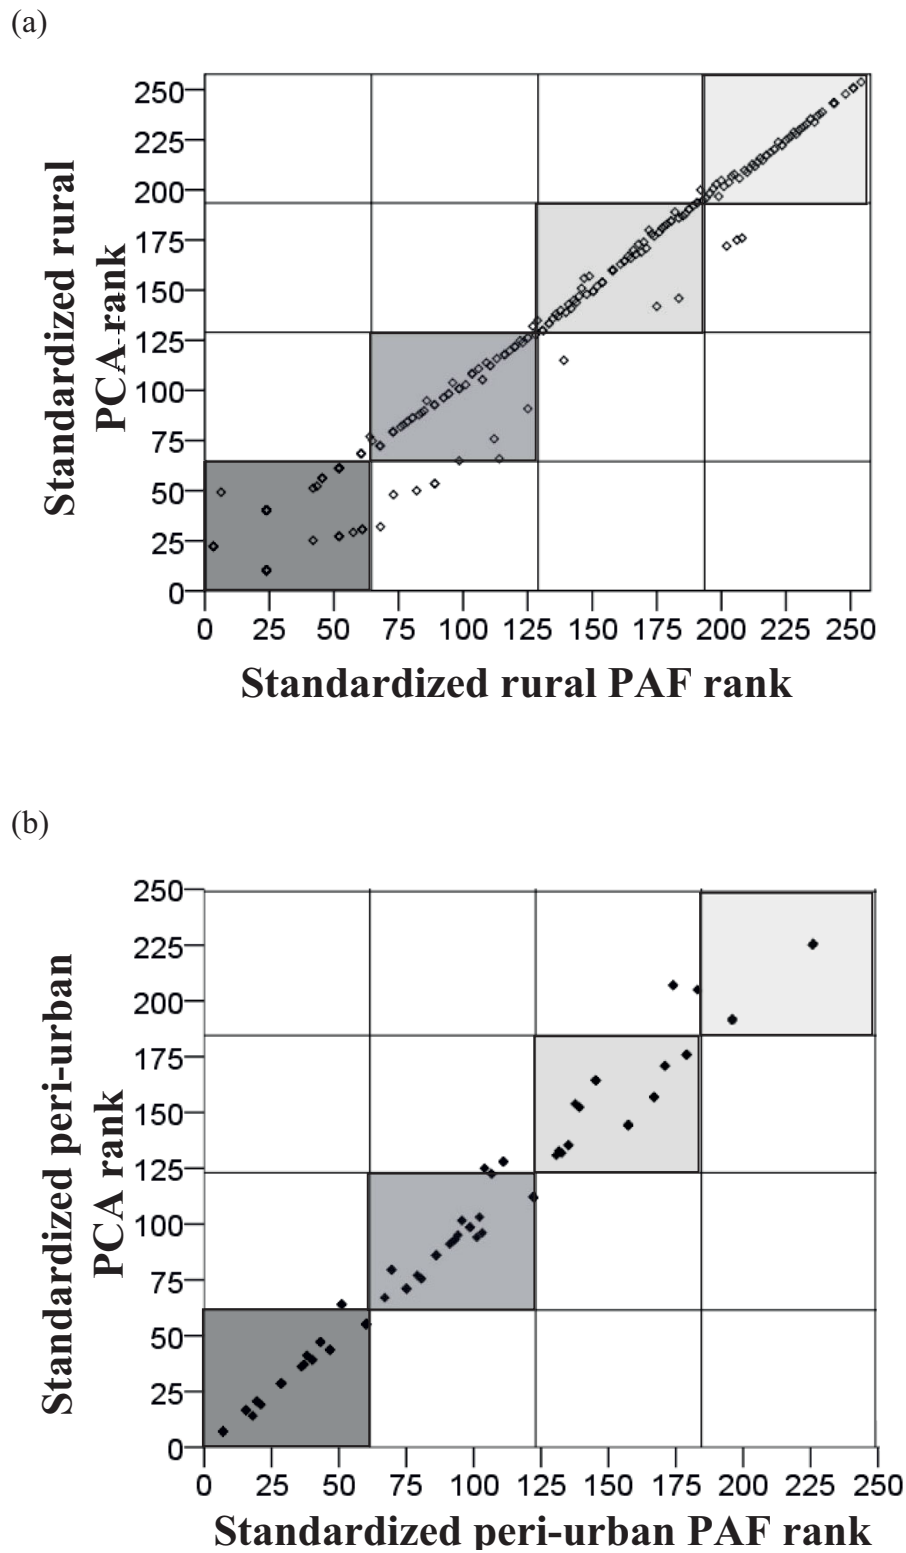 (a)
Standardized rural
PCA-rank
250
225
200
175
150
125
100
75
50
25
0
0 25 50 75 100 125 150 175 200 225 250
Standardized rural PAF rank
(b)
Standardized peri-urban
PCA rank
250
225
200
175
150
125
100
75
50
25
0
0 25 50 75 100 125 150 175 200 225 250
Standardized peri-urban PAF rank